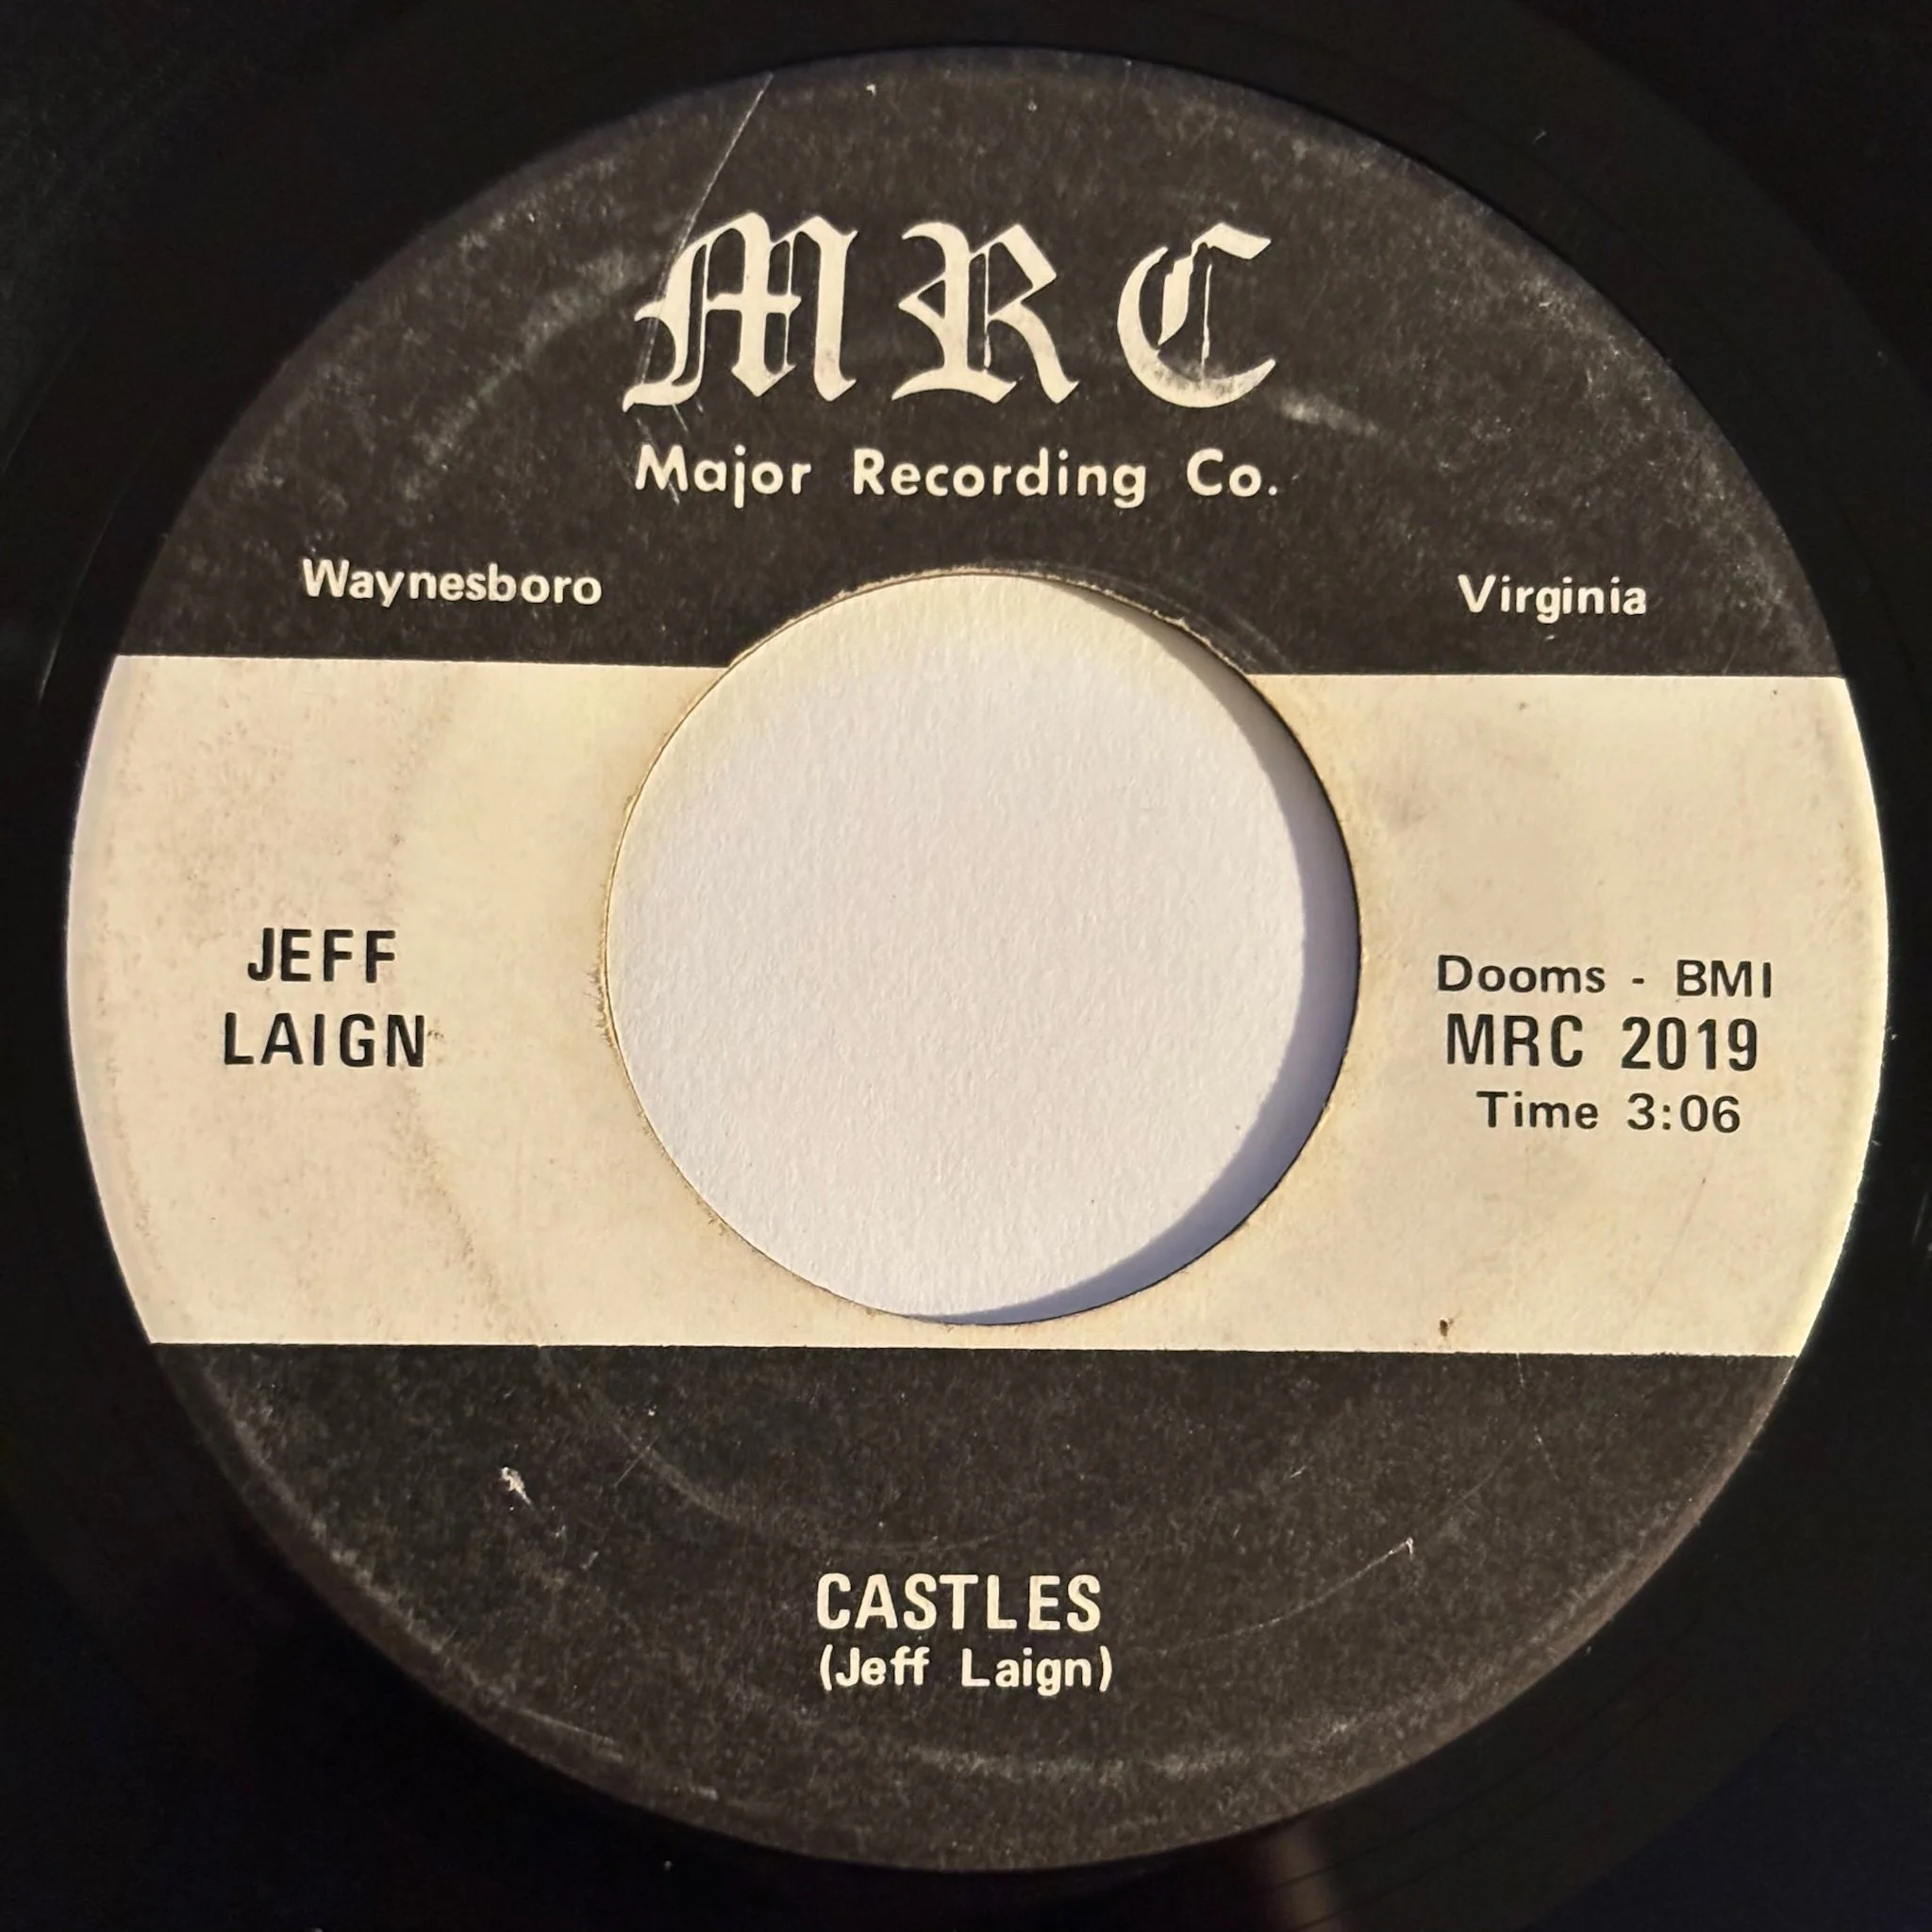 MRC
Major Recording Co.
Waynesboro Virginia
JEFF
LAIGN
Dooms - BMI
MRC 2019
Time 3:06
CASTLES
(Jeff Laign)